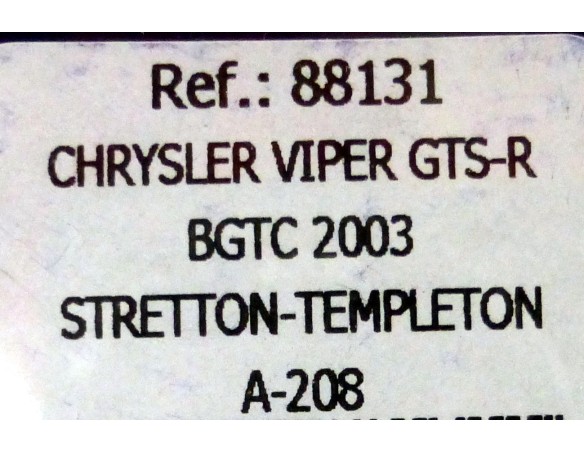 Ref.: 88131
CHRYSLER VIPER GTS-R
BGTC 2003
STRETTON-TEMPLETON
A-208